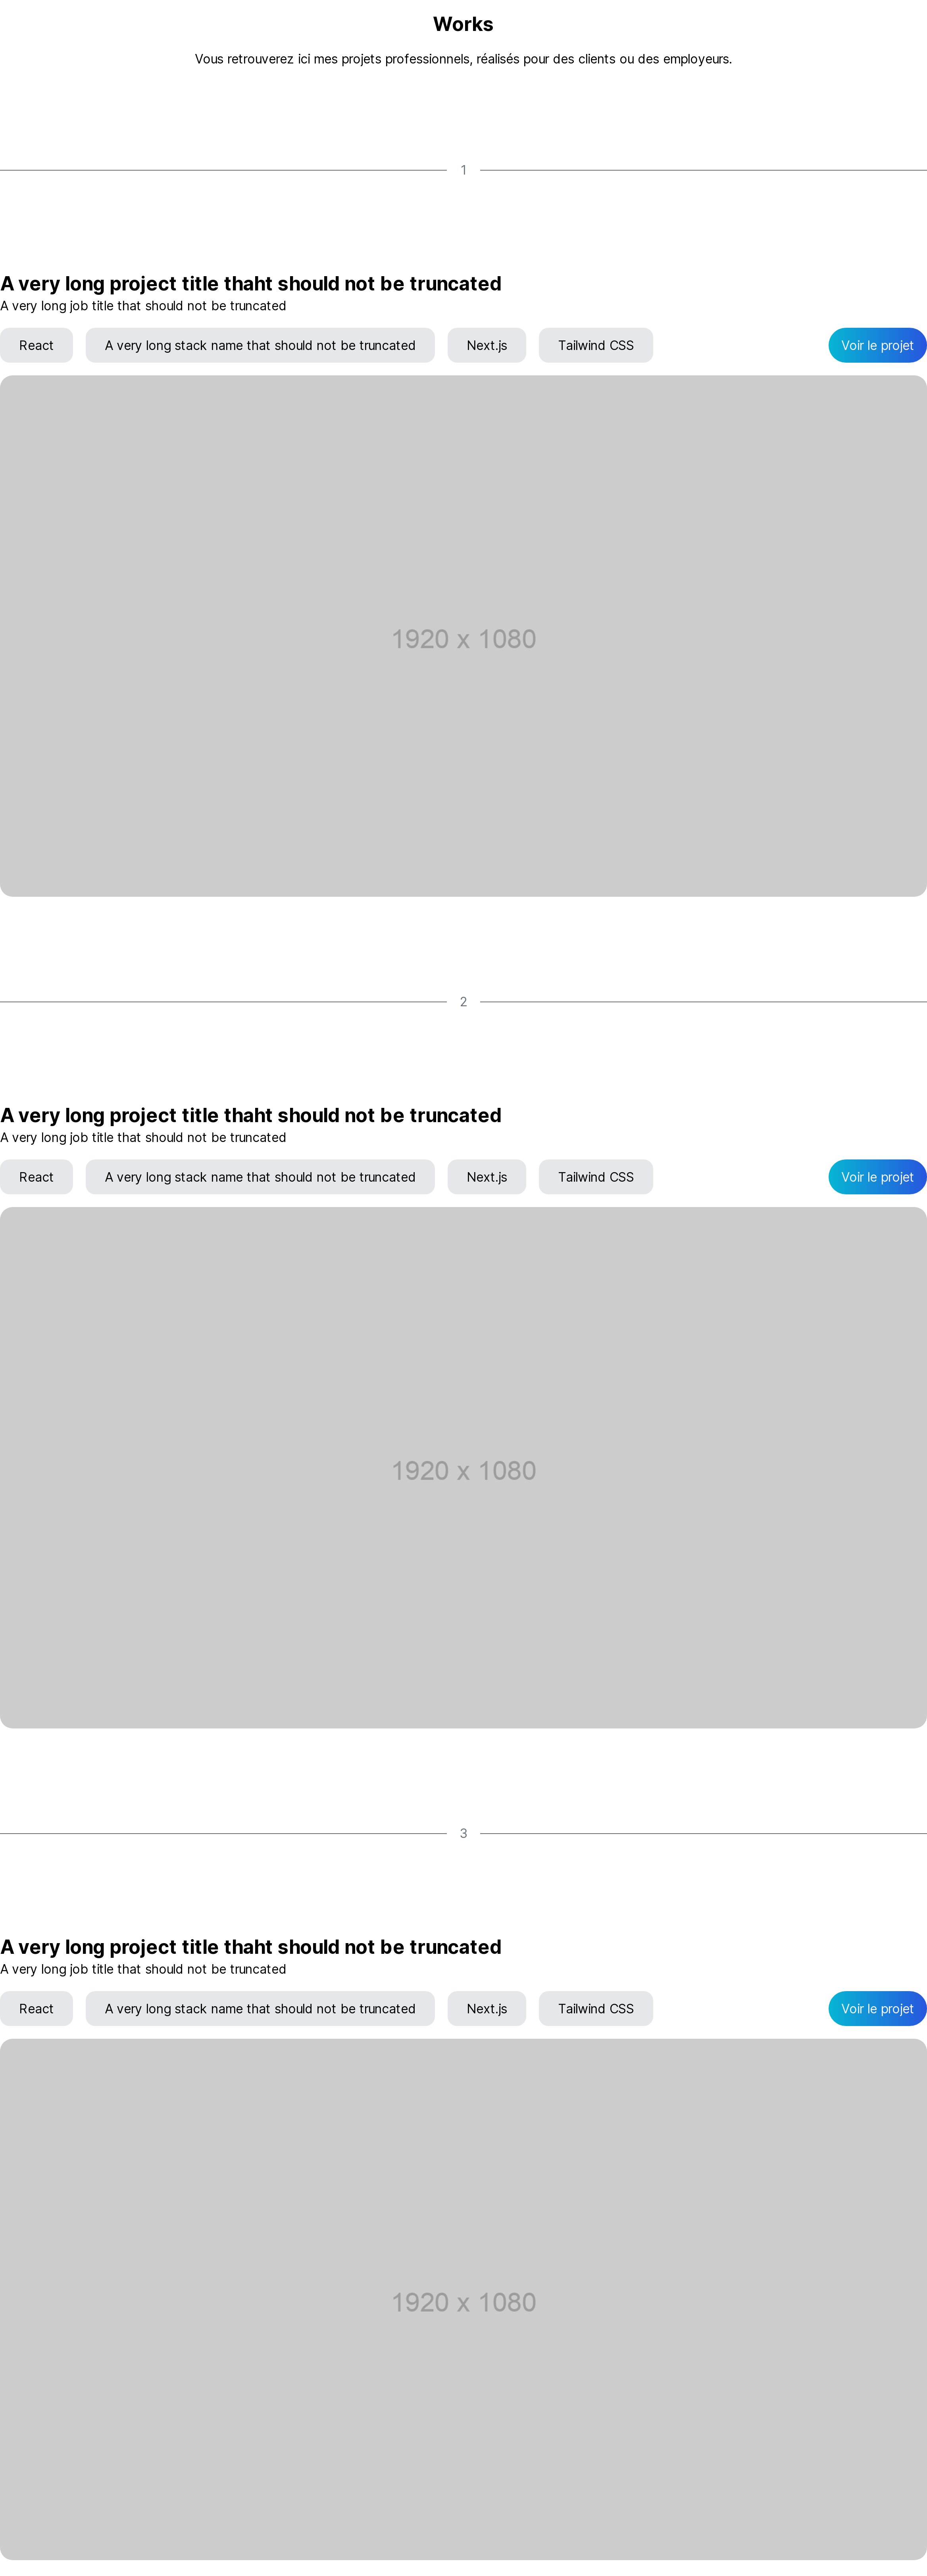 Works
Vous retrouverez ici mes projets professionnels, réalisés pour des clients ou des employeurs.
1
A very long project title thaht should not be truncated
A very long job title that should not be truncated
React A very long stack name that should not be truncated Next.js Tailwind CSS Voir le projet
1920 x 1080
2
A very long project title thaht should not be truncated
A very long job title that should not be truncated
React A very long stack name that should not be truncated Next.js Tailwind CSS Voir le projet
1920 x 1080
3
A very long project title thaht should not be truncated
A very long job title that should not be truncated
React A very long stack name that should not be truncated Next.js Tailwind CSS Voir le projet
1920 x 1080